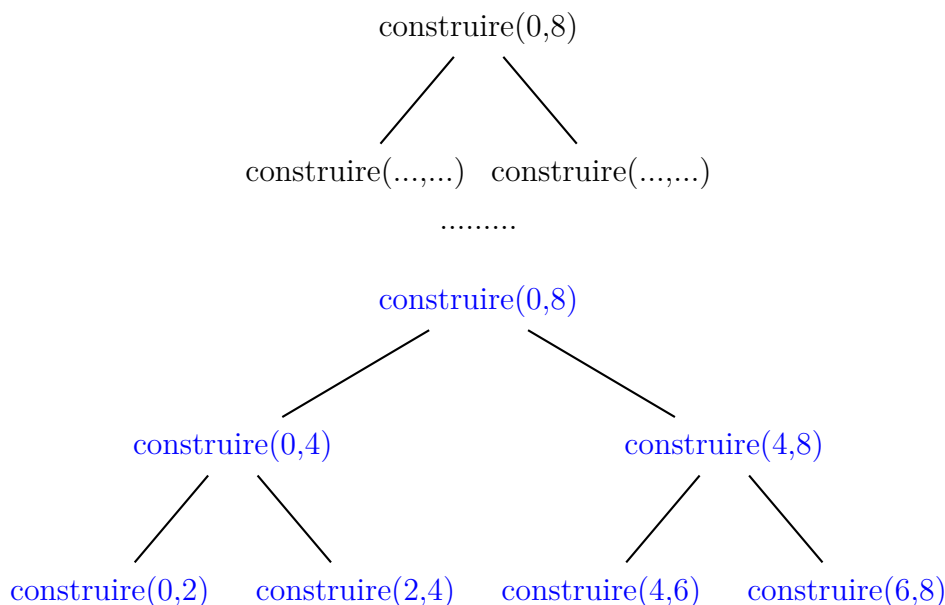 construire(0,8)
construire(...,...) construire(...,...)
.........
construire(0,8)
construire(0,4) construire(4,8)
construire(0,2) construire(2,4) construire(4,6) construire(6,8)